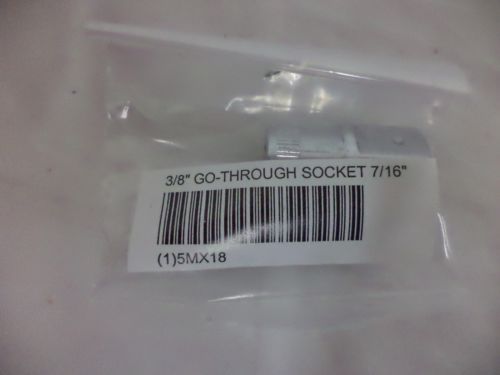 3/8" GO-THROUGH SOCKET 7/16"
(1)5MX18